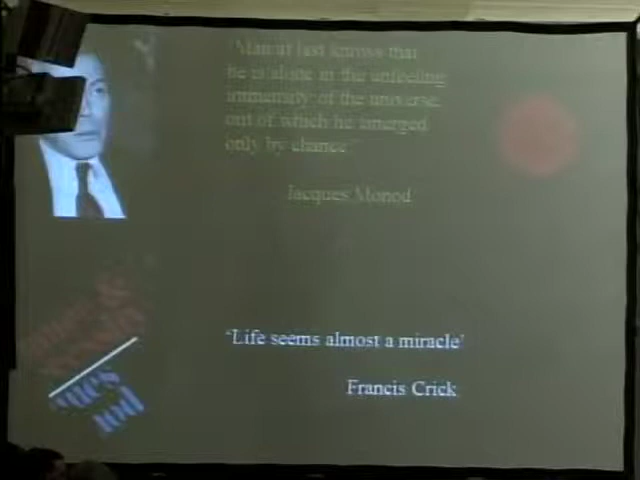 "Man at last knows that
he is alone in the unfeeling
immensity of the universe,
out of which he emerged
only by chance"
Jacques Monod
'Life seems almost a miracle'
Francis Crick